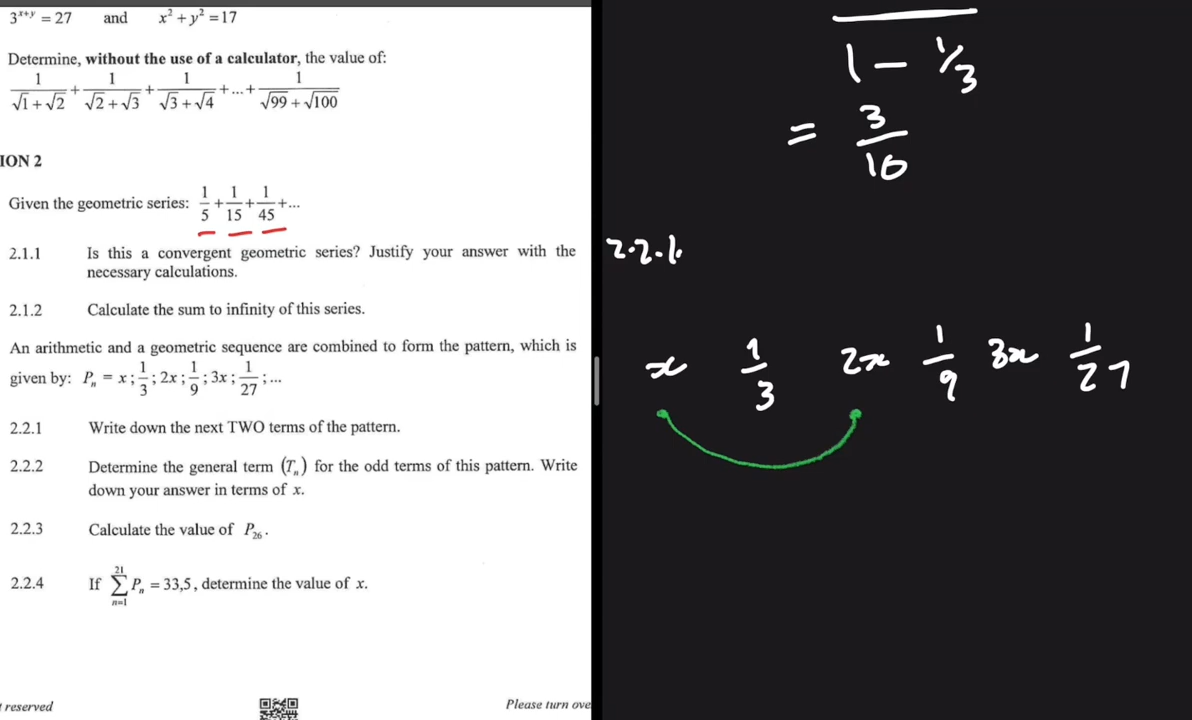 3^{x+y} = 27 and x² + y² = 17
Determine, without the use of a calculator, the value of:
1/(√1 + √2) + 1/(√2 + √3) + 1/(√3 + √4) + ... + 1/(√99 + √100)
ION 2
Given the geometric series: 1/5 + 1/15 + 1/45 + ...
2.1.1 Is this a convergent geometric series? Justify your answer with the
necessary calculations.
2.1.2 Calculate the sum to infinity of this series.
An arithmetic and a geometric sequence are combined to form the pattern, which is
given by: P_n = x ; 1/3 ; 2x ; 1/9 ; 3x ; 1/27 ; ...
2.2.1 Write down the next TWO terms of the pattern.
2.2.2 Determine the general term (T_n) for the odd terms of this pattern. Write
down your answer in terms of x.
2.2.3 Calculate the value of P_26.
2.2.4 If ∑_{n=1}^{21} P_n = 33,5, determine the value of x.
t reserved
Please turn ove
1 - 1/3
= 3/10
2.2.1.
x 1/3 2x 1/9 3x 1/27